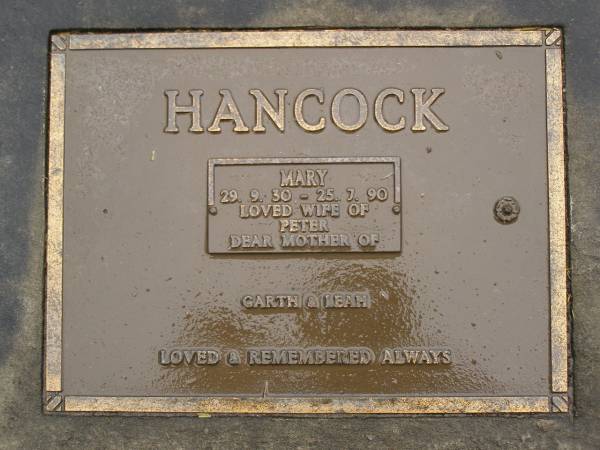 HANCOCK
MARY
29. 9. 30 - 25. 7. 90
LOVED WIFE OF
PETER
DEAR MOTHER OF
GARTH & LEAH
LOVED & REMEMBERED ALWAYS